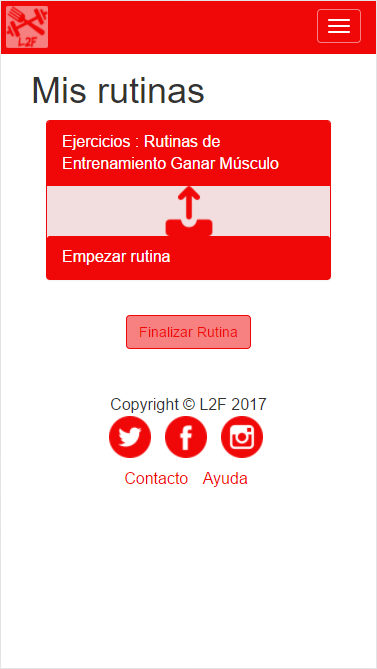 L2F
Mis rutinas
Ejercicios : Rutinas de
Entrenamiento Ganar Músculo
Empezar rutina
Finalizar Rutina
Copyright © L2F 2017
Contacto Ayuda